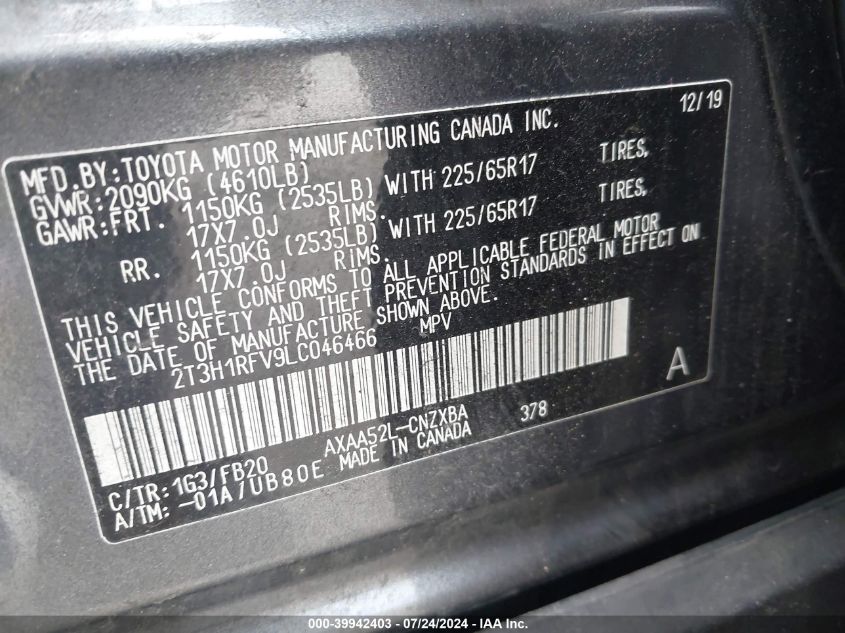 12/19
MFD.BY:TOYOTA MOTOR MANUFACTURING CANADA INC.
GVWR:2090KG (4610LB)
GAWR:FRT. 1150KG (2535LB) WITH 225/65R17 TIRES,
17X7.0J RIMS.
RR. 1150KG (2535LB) WITH 225/65R17 TIRES,
17X7.0J RIMS.
THIS VEHICLE CONFORMS TO ALL APPLICABLE FEDERAL MOTOR
VEHICLE SAFETY AND THEFT PREVENTION STANDARDS IN EFFECT ON
THE DATE OF MANUFACTURE SHOWN ABOVE.
2T3H1RFV9LC046466 MPV
A
AXAA52L-CNZXBA 378
C/TR:1G3/FB20 MADE IN CANADA
A/TM:-01A/UB80E
000-39942403 - 07/24/2024 - IAA Inc.